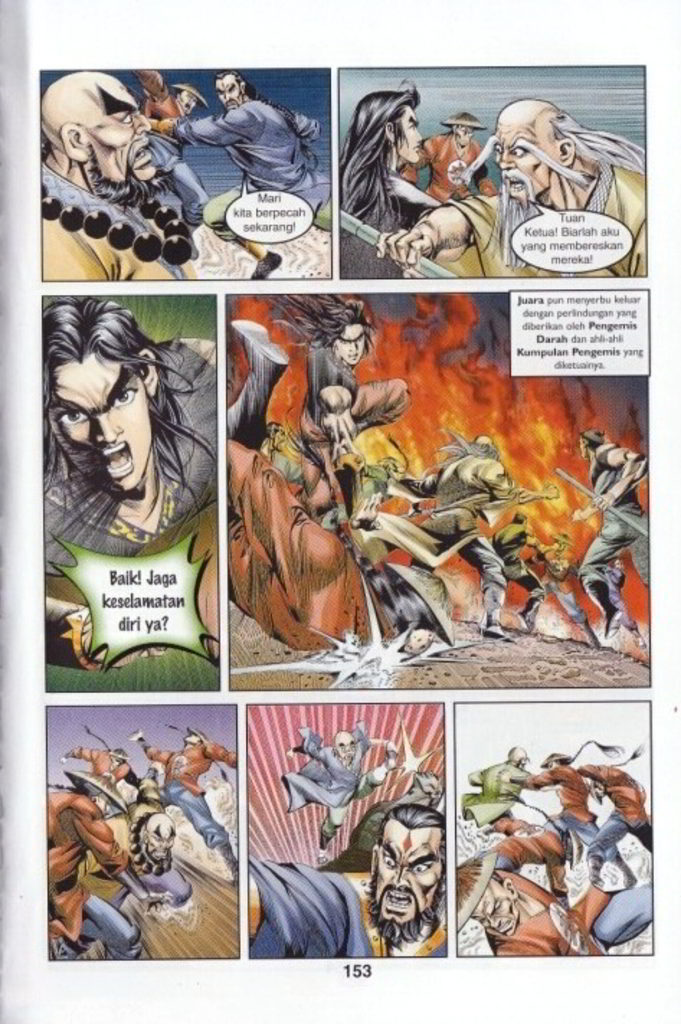 Mari
kita berpecah
sekarang!
Tuan
Ketua! Biarlah aku
yang membereskan
mereka!
Baik! Jaga
keselamatan
diri ya?
Juara pun menyerbu keluar
dengan perlindungan yang
diberikan oleh Pengemis
Darah dan ahli-ahli
Kumpulan Pengemis yang
diketuainya.
153